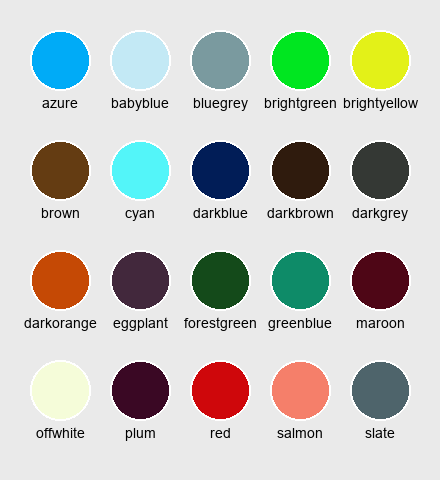 azure babyblue bluegrey brightgreen brightyellow
brown cyan darkblue darkbrown darkgrey
darkorange eggplant forestgreen greenblue maroon
offwhite plum red salmon slate